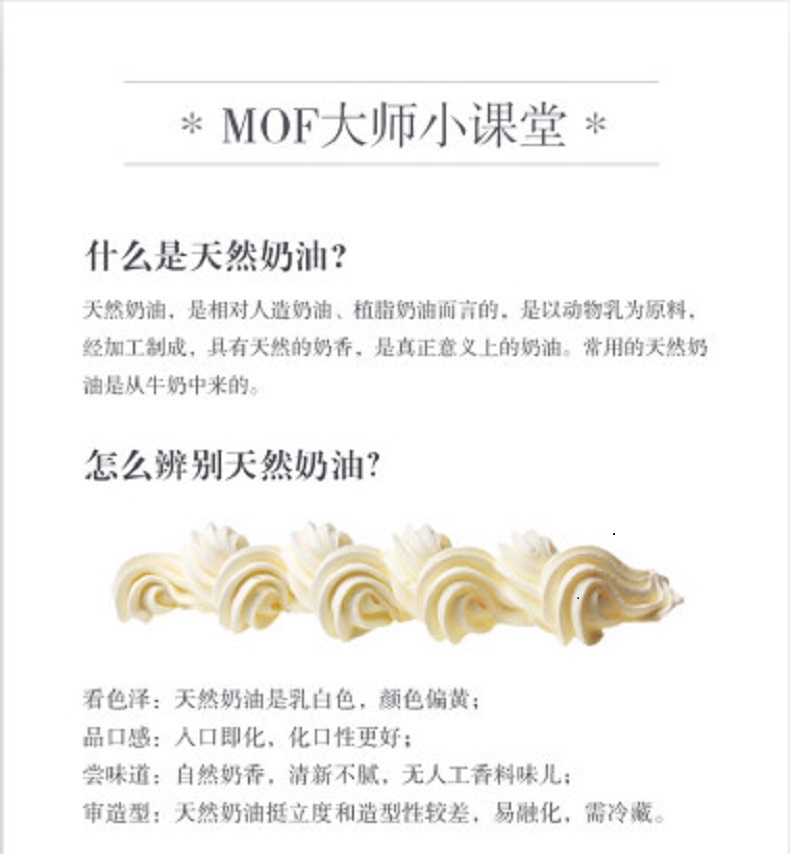 * MOF大师小课堂 *
什么是天然奶油?
天然奶油，是相对人造奶油、植脂奶油而言的，是以动物乳为原料，
经加工制成，具有天然的奶香，是真正意义上的奶油。常用的天然奶
油是从牛奶中来的。
怎么辨别天然奶油?
看色泽：天然奶油是乳白色，颜色偏黄；
品口感：入口即化，化口性更好；
尝味道：自然奶香，清新不腻，无人工香料味儿；
审造型：天然奶油挺立度和造型性较差，易融化，需冷藏。